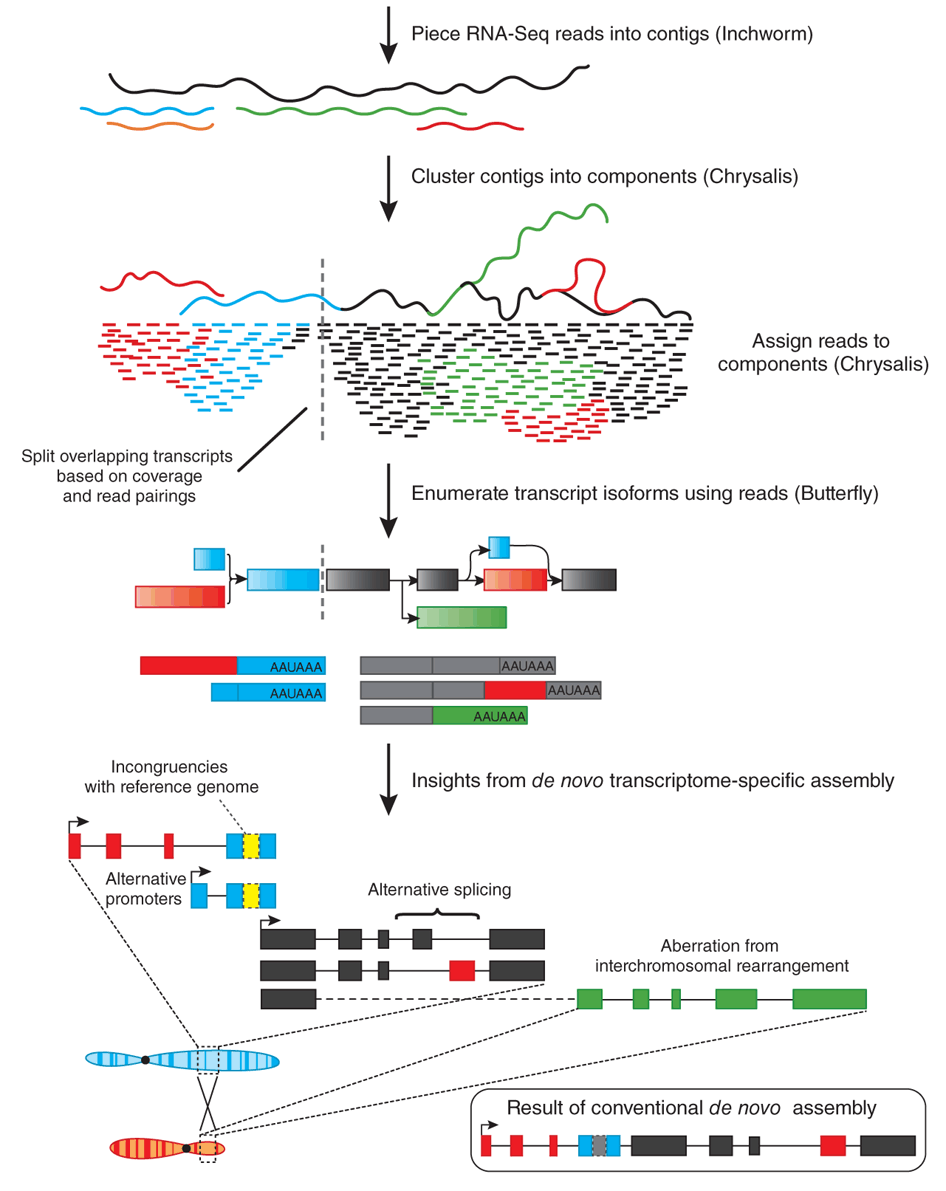 Piece RNA-Seq reads into contigs (Inchworm)
Cluster contigs into components (Chrysalis)
Assign reads to
components (Chrysalis)
Split overlapping transcripts
based on coverage
and read pairings
Enumerate transcript isoforms using reads (Butterfly)
AAUAAA
AAUAAA
AAUAAA
AAUAAA
AAUAAA
Insights from de novo transcriptome-specific assembly
Incongruencies
with reference genome
Alternative
promoters
Alternative splicing
Aberration from
interchromosomal rearrangement
Result of conventional de novo assembly